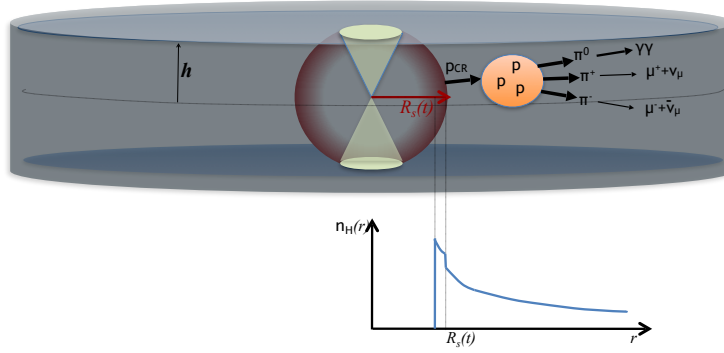 h
p_CR
R_s(t)
p
p p
p
π⁰
γγ
π⁺
μ⁺+ν_μ
π⁻
μ⁻+ν̄_μ
n_H(r)
R_s(t)
r